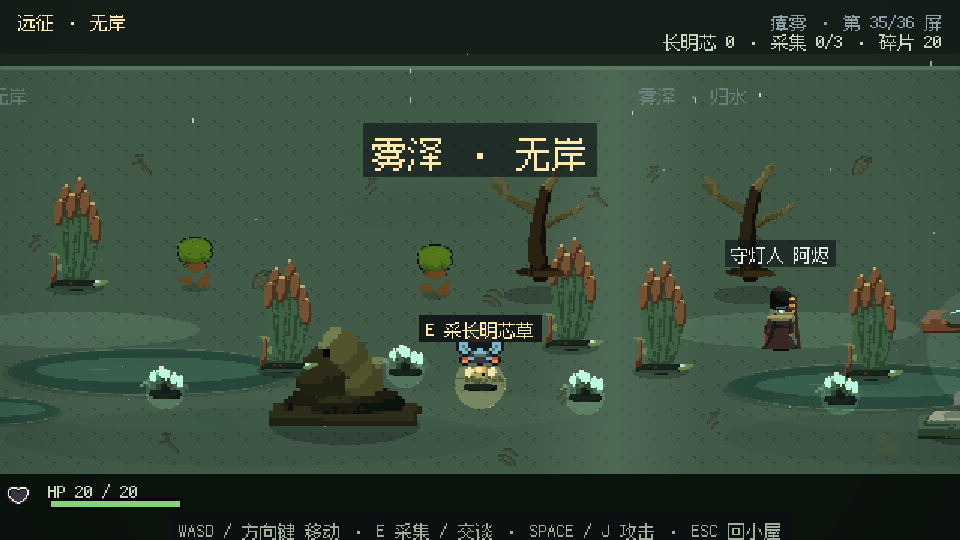 远征 · 无岸
瘴雾 · 第 35/36 屏
长明芯 0 · 采集 0/3 · 碎片 20
无岸
雾泽 · 归水
雾泽 · 无岸
守灯人 阿烬
E 采长明芯草
HP 20 / 20
WASD / 方向键 移动 · E 采集 / 交谈 · SPACE / J 攻击 · ESC 回小屋